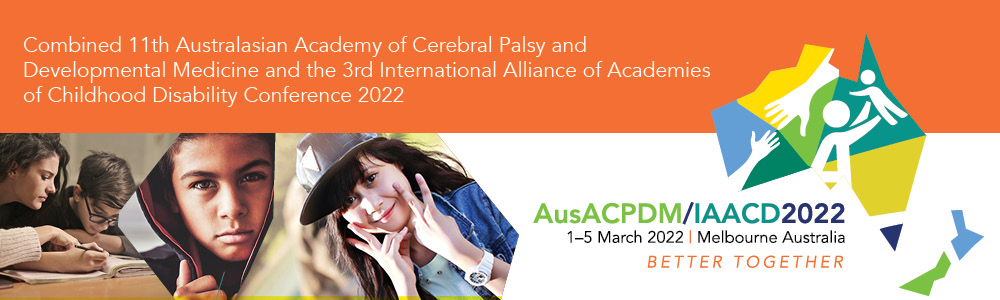 Combined 11th Australasian Academy of Cerebral Palsy and
Developmental Medicine and the 3rd International Alliance of Academies
of Childhood Disability Conference 2022
AusACPDM/IAACD2022
1–5 March 2022 | Melbourne Australia
BETTER TOGETHER